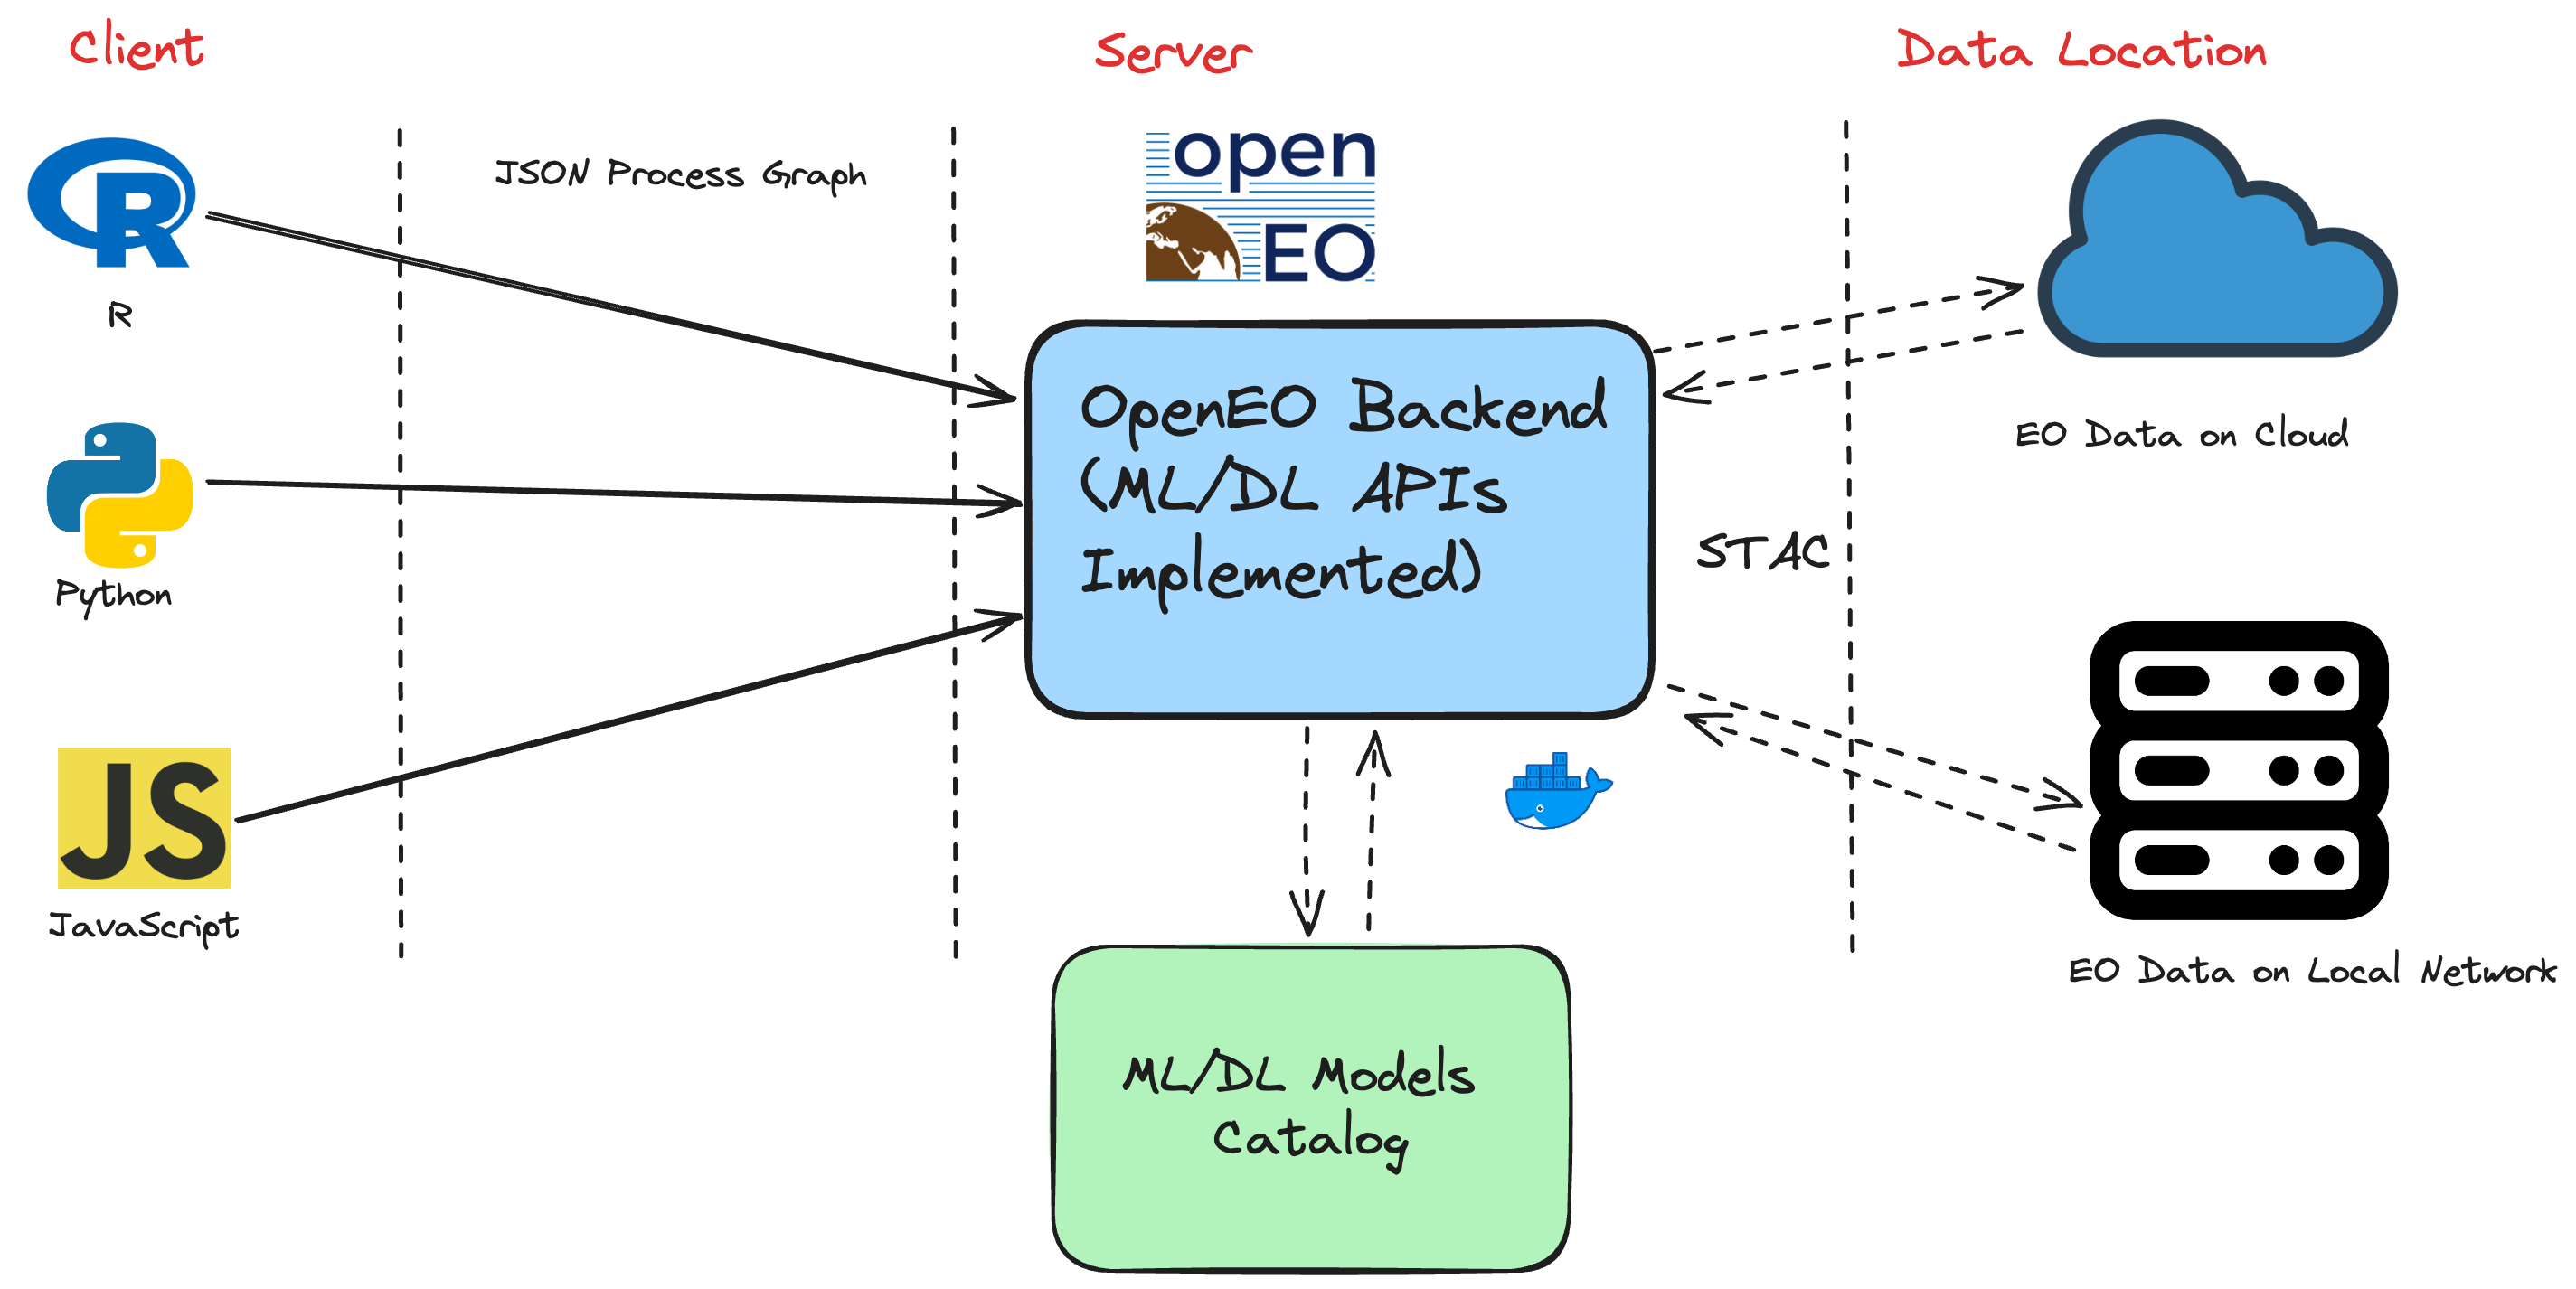 Client
Server
Data Location
JSON Process Graph
open
EO
R
R
OpenEO Backend
(ML/DL APIs
Implemented)
EO Data on Cloud
STAC
Python
JS
JavaScript
EO Data on Local Network
ML/DL Models
Catalog